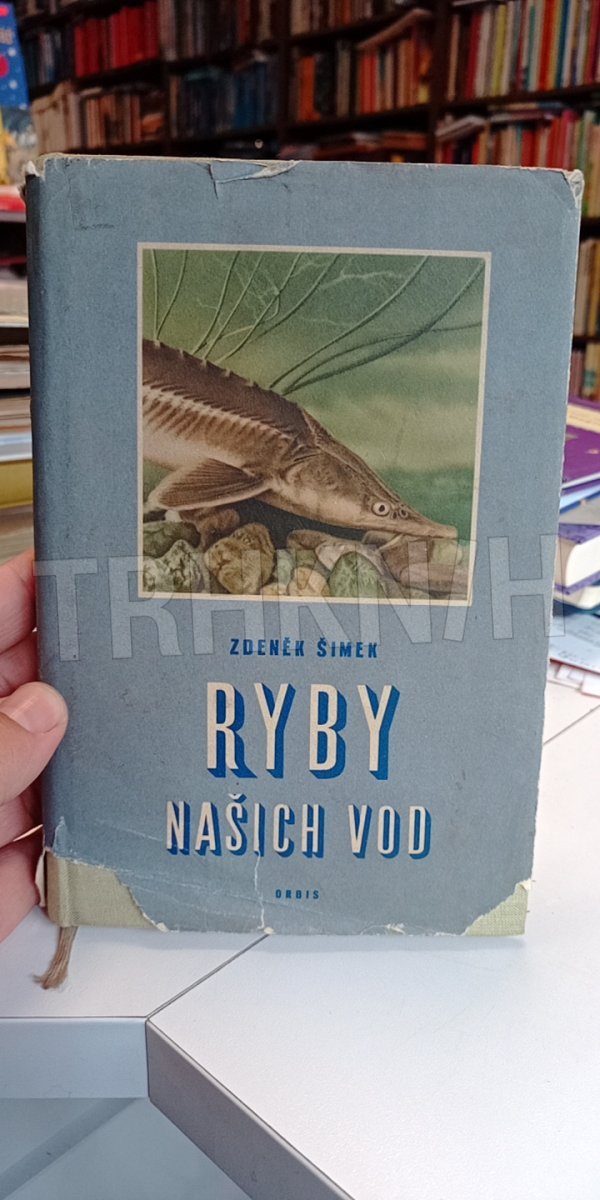 TRHKNIH
ZDENĚK ŠIMEK
RYBY
NAŠICH VOD
ORBIS